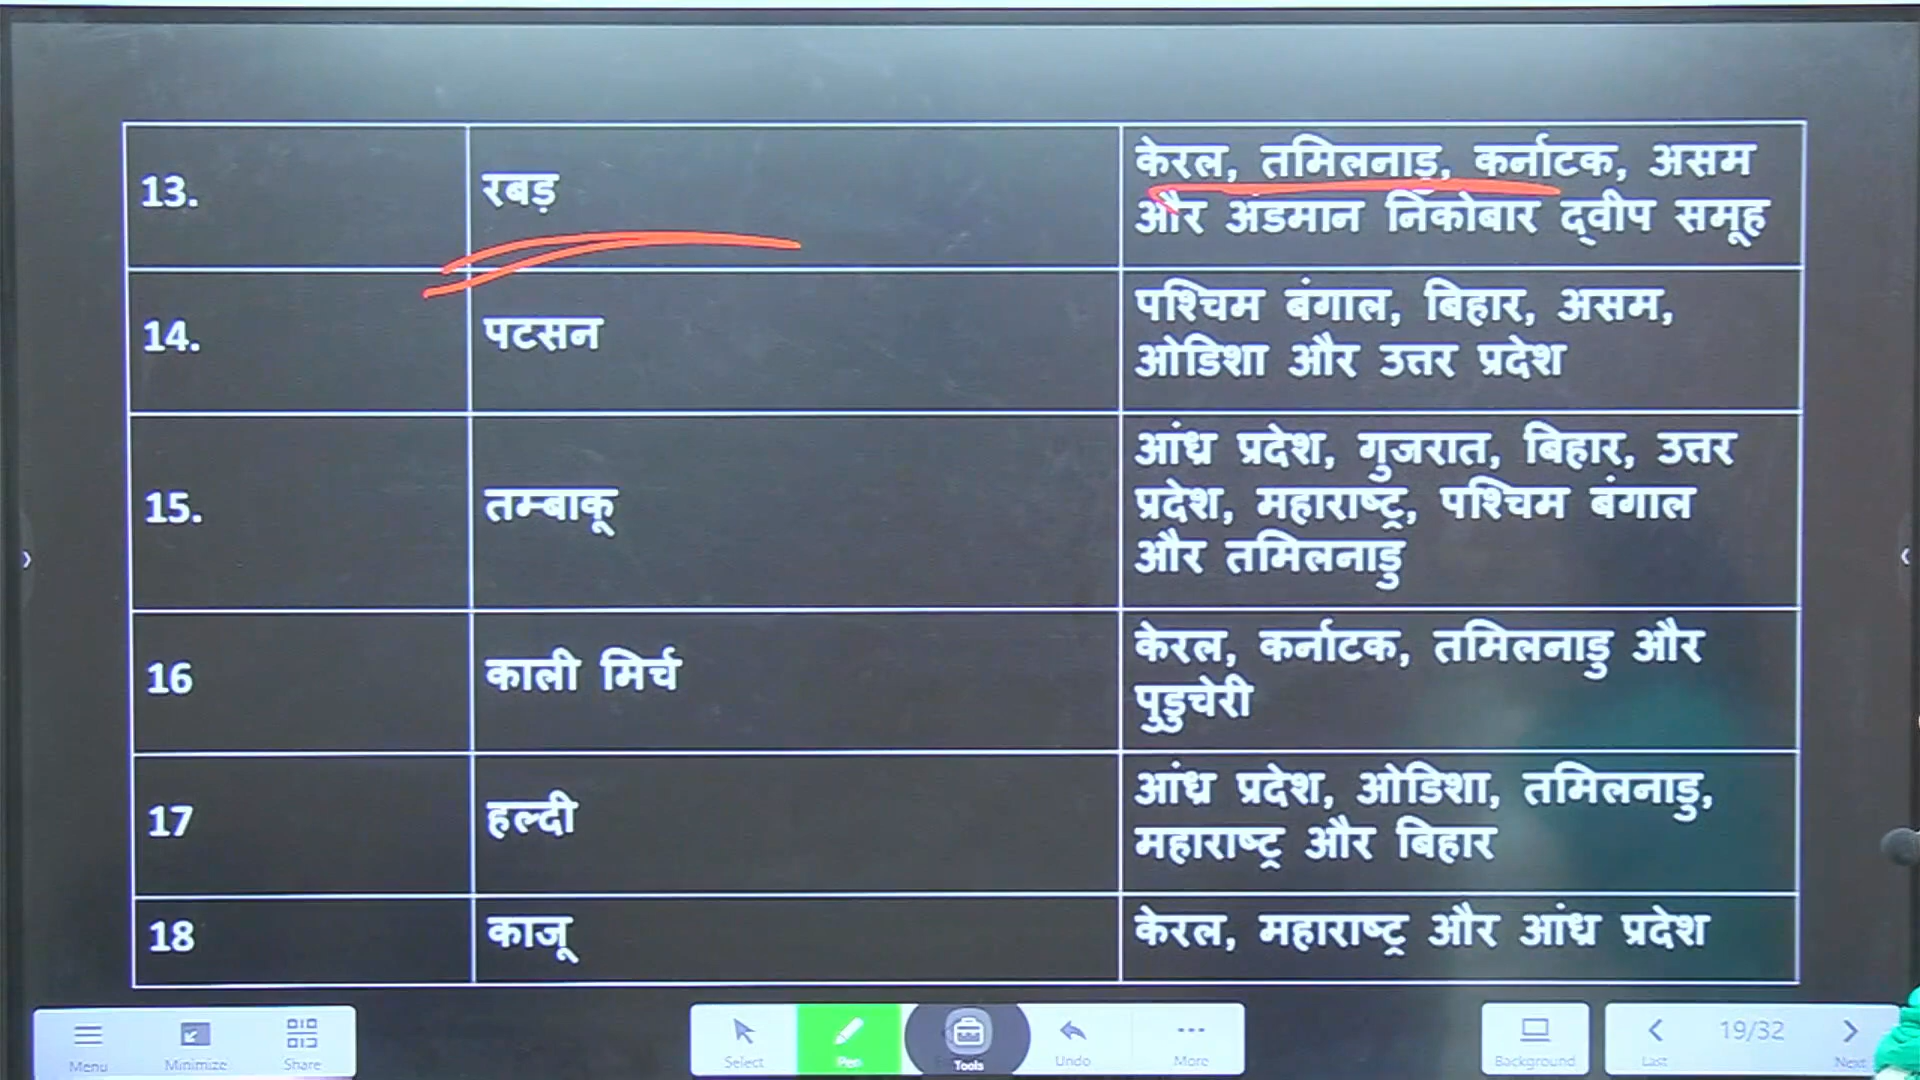 13.
रबड़
केरल, तमिलनाडु, कर्नाटक, असम
और अंडमान निकोबार द्वीप समूह
14.
पटसन
पश्चिम बंगाल, बिहार, असम,
ओडिशा और उत्तर प्रदेश
15.
तम्बाकू
आंध्र प्रदेश, गुजरात, बिहार, उत्तर
प्रदेश, महाराष्ट्र, पश्चिम बंगाल
और तमिलनाडु
16
काली मिर्च
केरल, कर्नाटक, तमिलनाडु और
पुडुचेरी
17
हल्दी
आंध्र प्रदेश, ओडिशा, तमिलनाडु,
महाराष्ट्र और बिहार
18
काजू
केरल, महाराष्ट्र और आंध्र प्रदेश
Menu
Minimize
Share
Select
Pen
Tools
Undo
More
Background
Last
19/32
Next